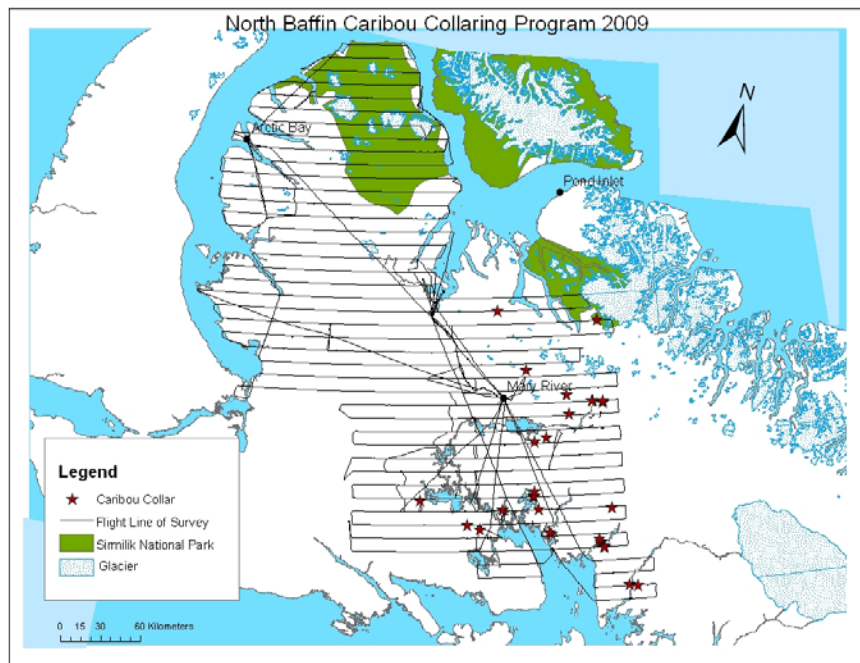 North Baffin Caribou Collaring Program 2009
N
Arctic Bay
Pond Inlet
Mary River
Legend
Caribou Collar
Flight Line of Survey
Sirmilik National Park
Glacier
0 15 30 60 Kilometers